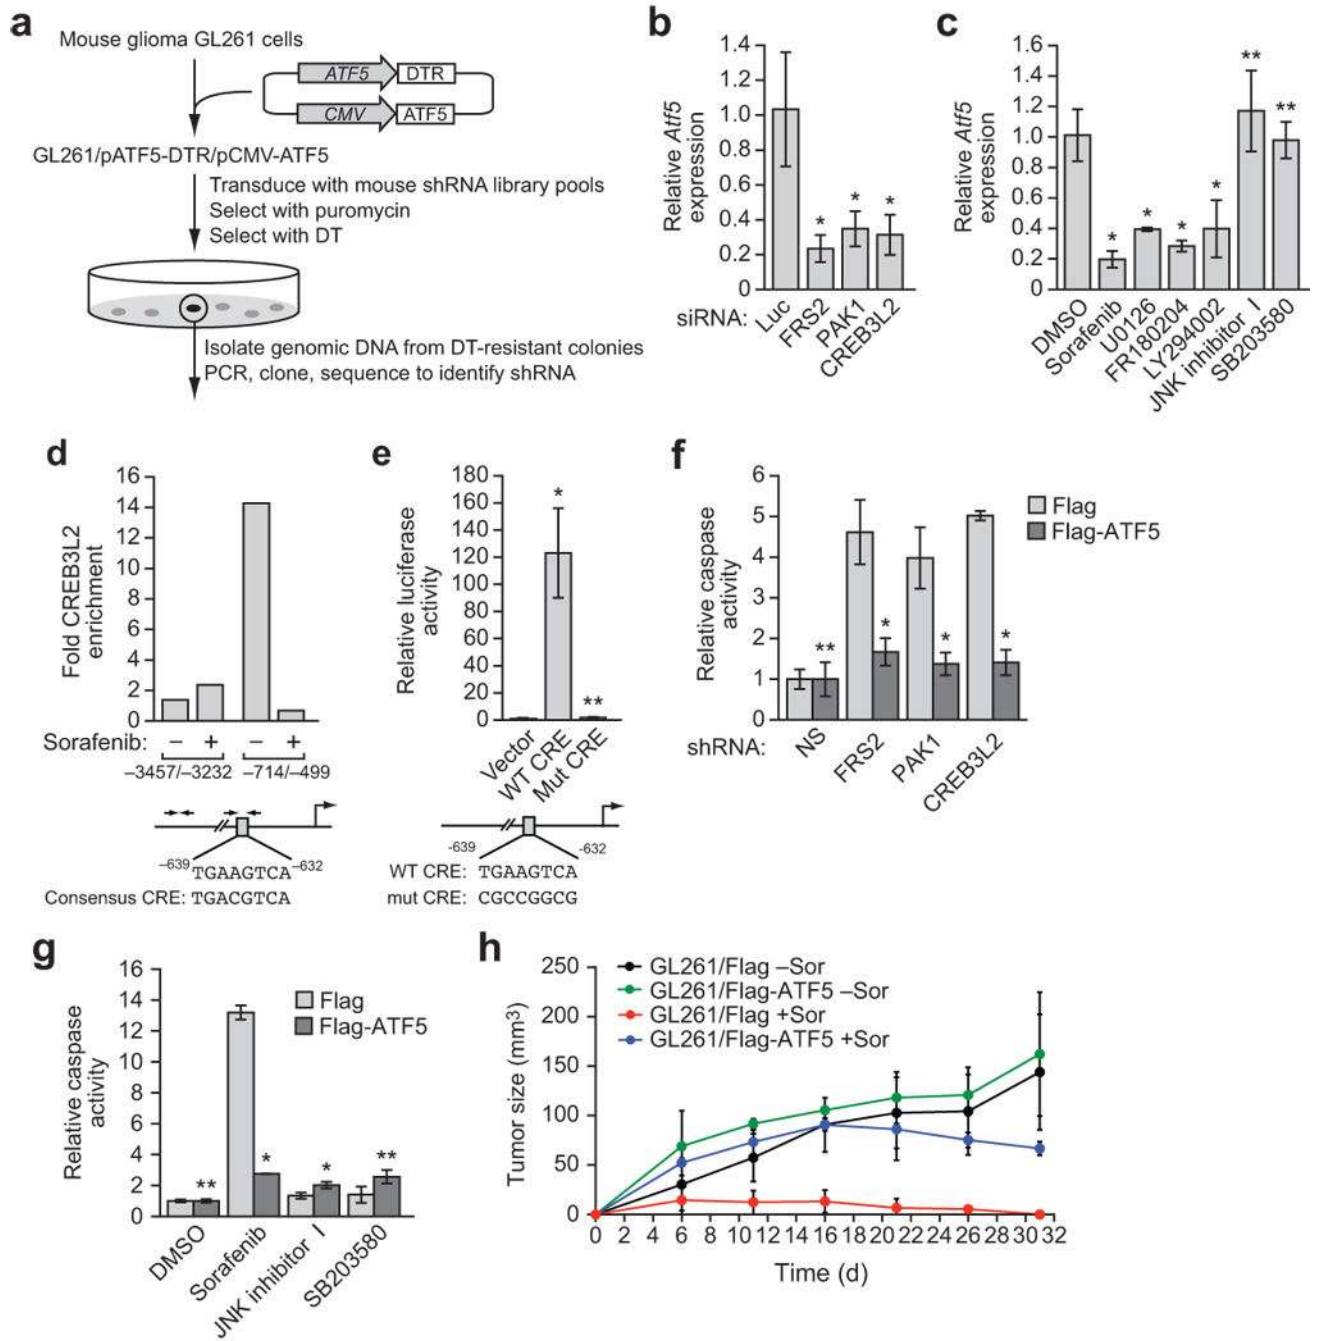 a
Mouse glioma GL261 cells
ATF5 DTR
CMV ATF5
GL261/pATF5-DTR/pCMV-ATF5
Transduce with mouse shRNA library pools
Select with puromycin
Select with DT
Isolate genomic DNA from DT-resistant colonies
PCR, clone, sequence to identify shRNA
b
Relative Atf5
expression
1.4
1.2
1.0
0.8
0.6
0.4
0.2
0
* * *
siRNA:
Luc
FRS2
PAK1
CREB3L2
c
Relative Atf5
expression
1.6
1.4
1.2
1.0
0.8
0.6
0.4
0.2
0
* * * * ** **
DMSO
Sorafenib
U0126
FR180204
LY294002
JNK inhibitor I
SB203580
d
Fold CREB3L2
enrichment
16
14
12
10
8
6
4
2
0
Sorafenib: – + – +
–3457/–3232 –714/–499
–639 TGAAGTCA –632
Consensus CRE: TGACGTCA
e
Relative luciferase
activity
180
160
140
120
100
80
60
40
20
0
* **
Vector
WT CRE
Mut CRE
-639 -632
WT CRE: TGAAGTCA
mut CRE: CGCCGGCG
f
Relative caspase
activity
6
5
4
3
2
1
0
** * * *
Flag
Flag-ATF5
shRNA:
NS
FRS2
PAK1
CREB3L2
g
Relative caspase
activity
16
14
12
10
8
6
4
2
0
** * * **
Flag
Flag-ATF5
DMSO
Sorafenib
JNK inhibitor I
SB203580
h
GL261/Flag –Sor
GL261/Flag-ATF5 –Sor
GL261/Flag +Sor
GL261/Flag-ATF5 +Sor
Tumor size (mm3)
250
200
150
100
50
0
0 2 4 6 8 10 12 14 16 18 20 22 24 26 28 30 32
Time (d)